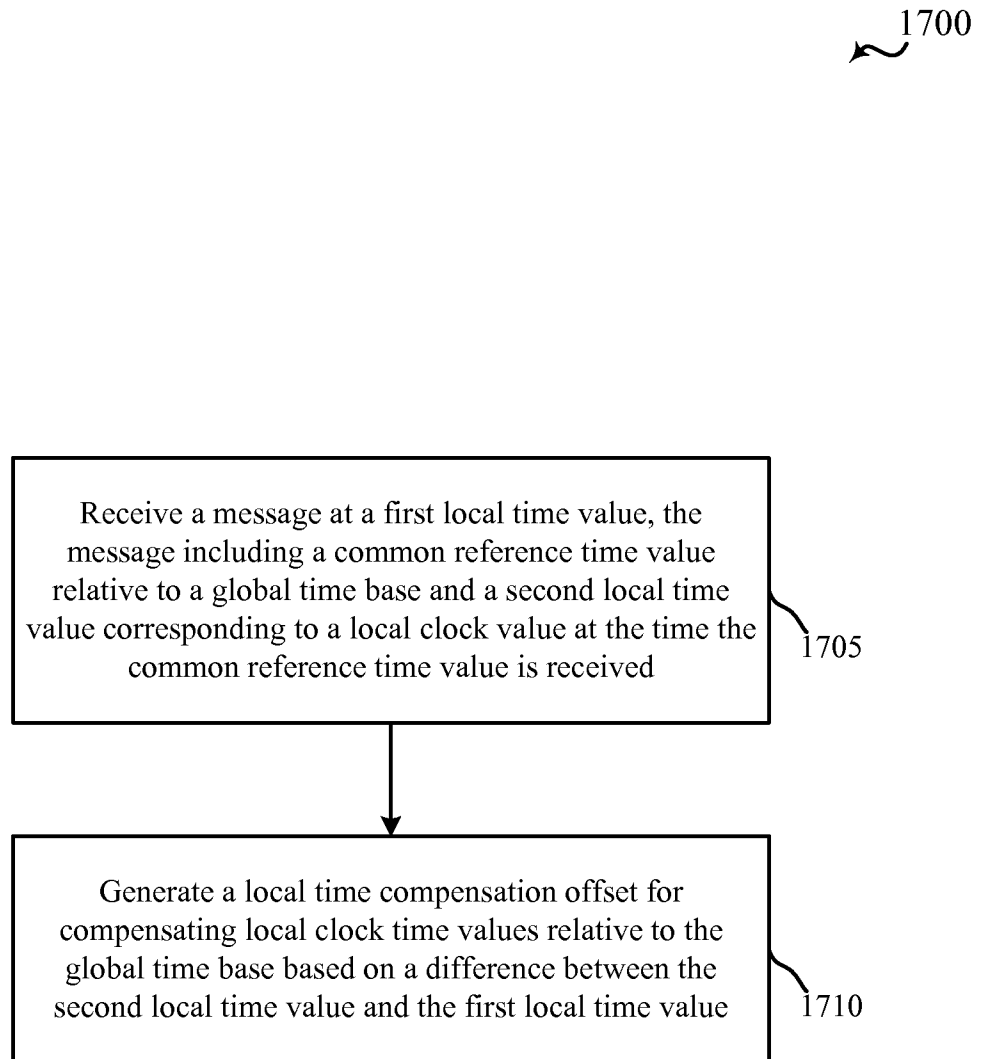 1700
Receive a message at a first local time value, the
message including a common reference time value
relative to a global time base and a second local time
value corresponding to a local clock value at the time the
common reference time value is received
1705
Generate a local time compensation offset for
compensating local clock time values relative to the
global time base based on a difference between the
second local time value and the first local time value
1710